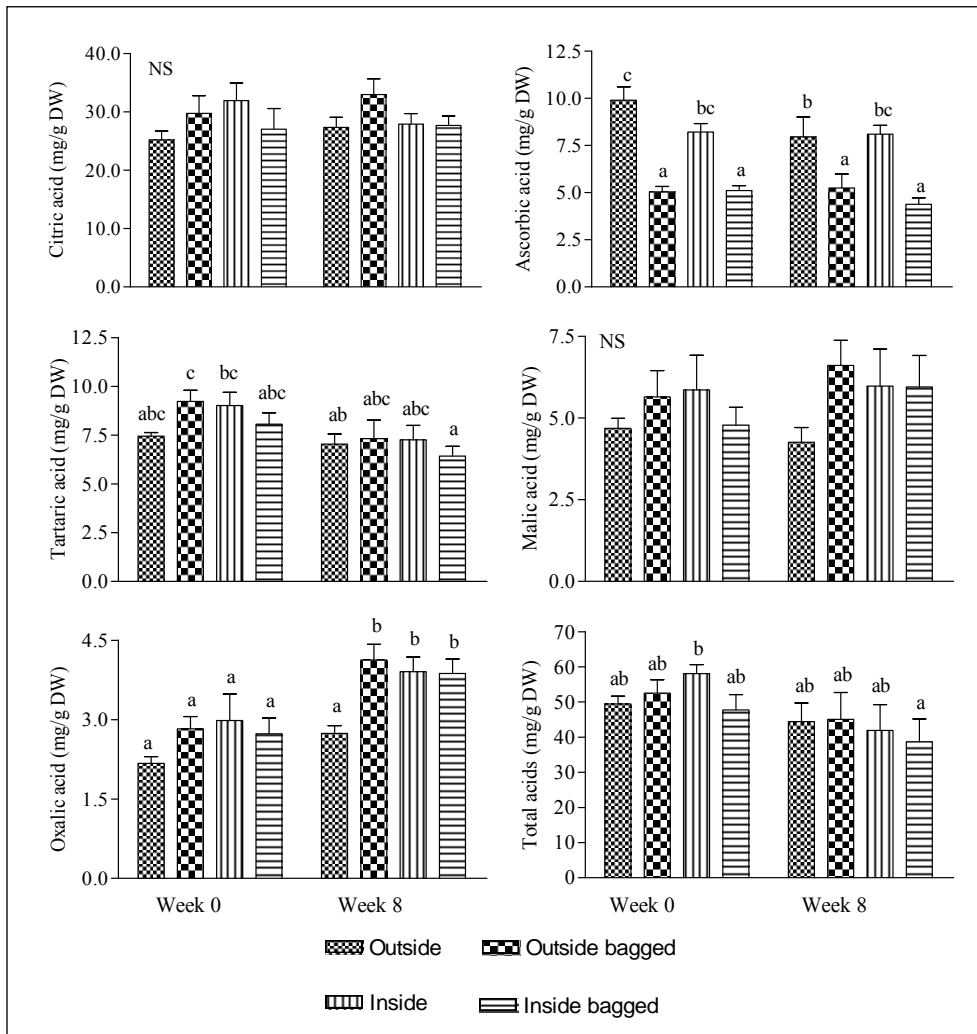 Citric acid (mg/g DW)
40.0
30.0
20.0
10.0
0.0
NS
Ascorbic acid (mg/g DW)
12.5
10.0
7.5
5.0
2.5
0.0
c
a
bc
a
b
a
bc
a
Tartaric acid (mg/g DW)
12.5
10.0
7.5
5.0
2.5
0.0
abc
c
bc
abc
ab
abc
abc
a
Malic acid (mg/g DW)
7.5
5.0
2.5
0.0
NS
Oxalic acid (mg/g DW)
4.5
3.0
1.5
0.0
a
a
a
a
a
b
b
b
Week 0 Week 8
Total acids (mg/g DW)
70
60
50
40
30
20
10
0
ab
ab
b
ab
ab
ab
ab
a
Week 0 Week 8
Outside Outside bagged
Inside Inside bagged